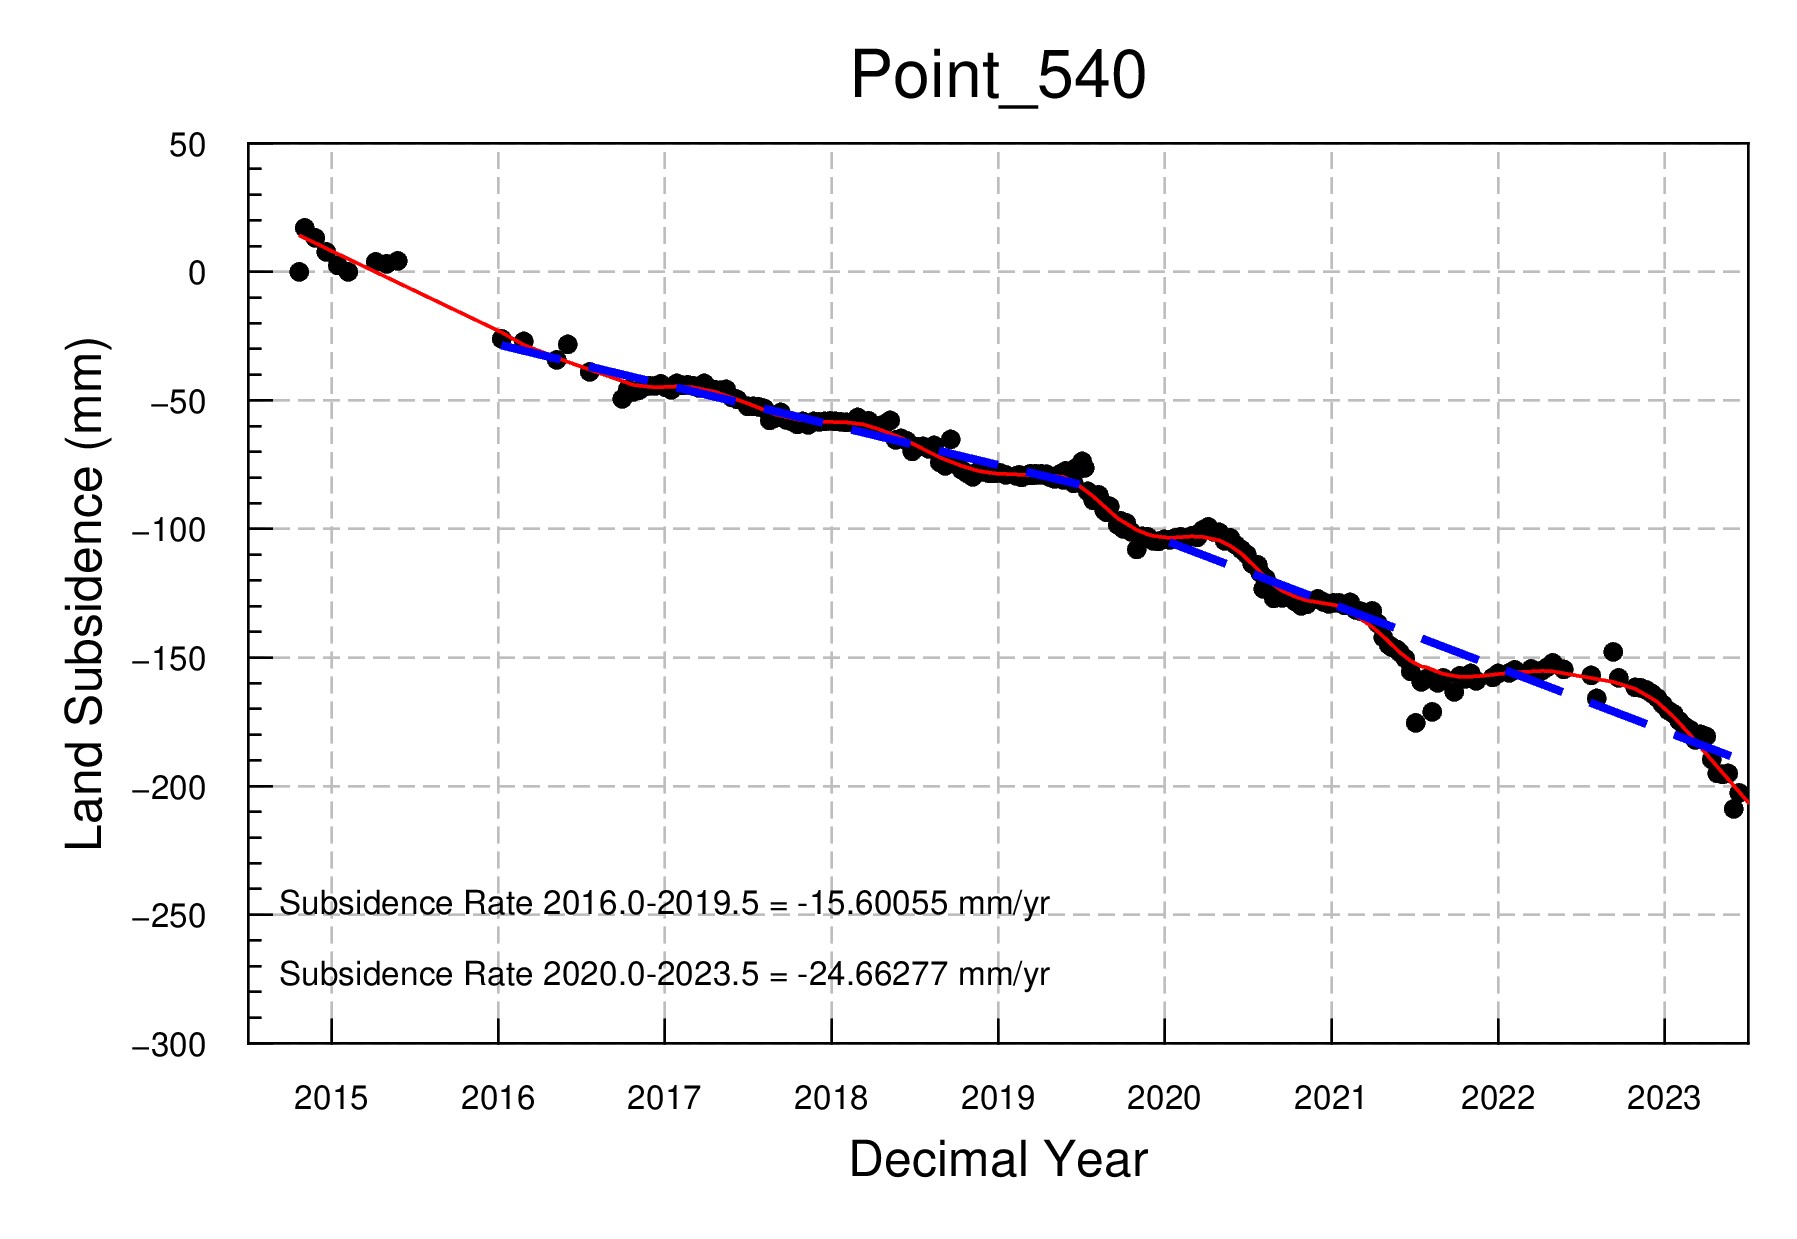 Point_540
50
0
−50
−100
−150
−200
−250
−300
Land Subsidence (mm)
Subsidence Rate 2016.0-2019.5 = -15.60055 mm/yr
Subsidence Rate 2020.0-2023.5 = -24.66277 mm/yr
2015 2016 2017 2018 2019 2020 2021 2022 2023
Decimal Year